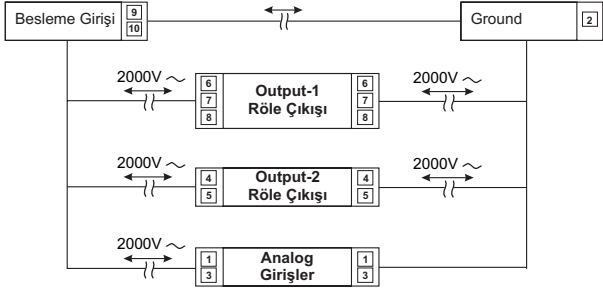 Besleme Girişi 9 10
Ground 2
2000V ～
6 7 8
Output-1
Röle Çıkışı
6 7 8
2000V ～
2000V ～
4 5
Output-2
Röle Çıkışı
4 5
2000V ～
2000V ～
1 3
Analog
Girişler
1 3